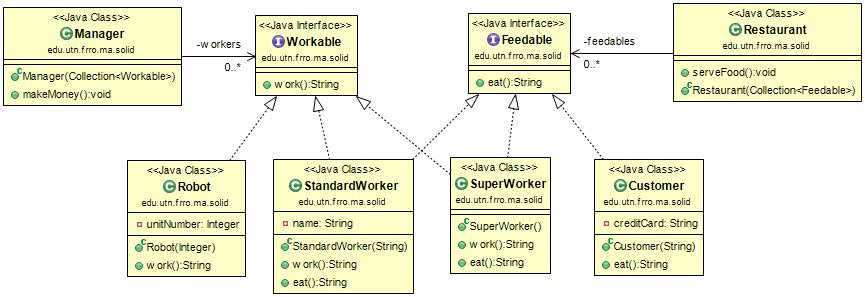 <<Java Class>>
Manager
edu.utn.frro.ma.solid
Manager(Collection<Workable>)
makeMoney():void
-workers
0..*
<<Java Interface>>
Workable
edu.utn.frro.ma.solid
work():String
<<Java Interface>>
Feedable
edu.utn.frro.ma.solid
eat():String
-feedables
0..*
<<Java Class>>
Restaurant
edu.utn.frro.ma.solid
serveFood():void
Restaurant(Collection<Feedable>)
<<Java Class>>
Robot
edu.utn.frro.ma.solid
unitNumber: Integer
Robot(Integer)
work():String
<<Java Class>>
StandardWorker
edu.utn.frro.ma.solid
name: String
StandardWorker(String)
work():String
eat():String
<<Java Class>>
SuperWorker
edu.utn.frro.ma.solid
SuperWorker()
work():String
eat():String
<<Java Class>>
Customer
edu.utn.frro.ma.solid
creditCard: String
Customer(String)
eat():String